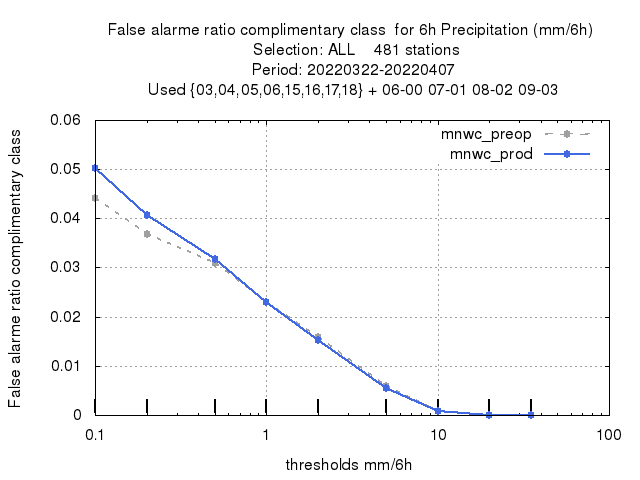 False alarme ratio complimentary class  for 6h Precipitation (mm/6h)
Selection: ALL    481 stations
Period: 20220322-20220407
Used {03,04,05,06,15,16,17,18} + 06-00 07-01 08-02 09-03
False alarme ratio complimentary class
0.06
0.05
0.04
0.03
0.02
0.01
0
mnwc_preop
mnwc_prod
0.1 1 10 100
thresholds mm/6h